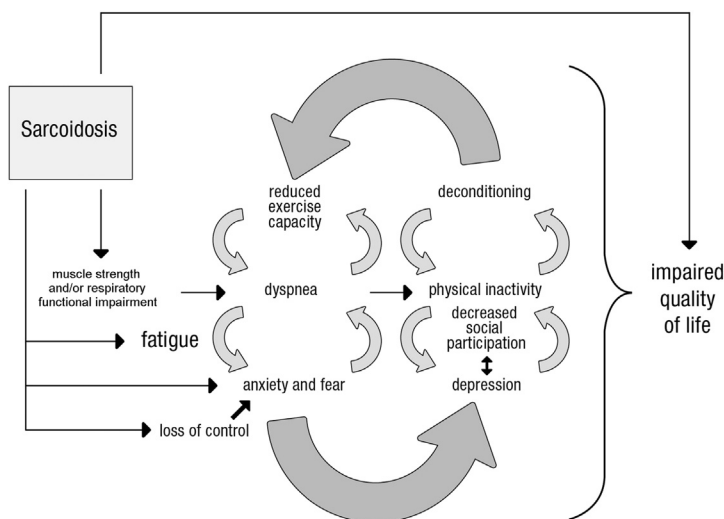 Sarcoidosis
reduced
exercise
capacity
deconditioning
muscle strength
and/or respiratory
functional impairment
dyspnea
physical inactivity
impaired
quality
of life
decreased
social
participation
fatigue
anxiety and fear
depression
loss of control